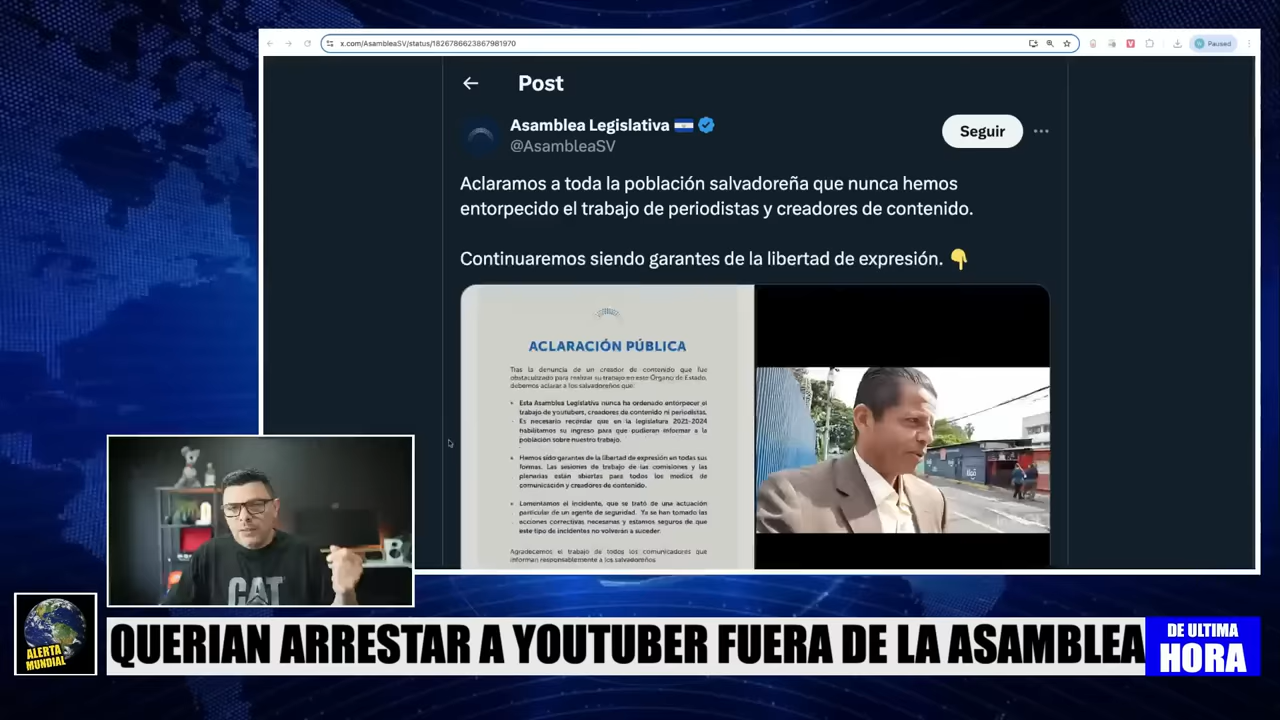 x.com/AsambleaSV/status/1826786623867981970
Paused
Post
Asamblea Legislativa
@AsambleaSV
Seguir
Aclaramos a toda la población salvadoreña que nunca hemos
entorpecido el trabajo de periodistas y creadores de contenido.
Continuaremos siendo garantes de la libertad de expresión.
ACLARACIÓN PÚBLICA
Tras la denuncia de un creador de contenido que fue
obstaculizado para realizar su trabajo en este Órgano de Estado,
debemos aclarar a los salvadoreños que:
• Esta Asamblea Legislativa nunca ha ordenado entorpecer el
trabajo de youtubers, creadores de contenido ni periodistas.
Es necesario recordar que en la legislatura 2021-2024
habilitamos su ingreso para que pudieran informar a la
población sobre nuestro trabajo.
• Hemos sido garantes de la libertad de expresión en todas sus
formas. Las sesiones de trabajo de las comisiones y las
plenarias están abiertas para todos los medios de
comunicación y creadores de contenido.
• Lamentamos el incidente, que se trató de una actuación
particular de un agente de seguridad. Ya se han tomado las
acciones correctivas necesarias y estamos seguros de que
este tipo de incidentes no volverán a suceder.
Agradecemos el trabajo de todos los comunicadores que
informan responsablemente a los salvadoreños.
CAT
ALERTA
MUNDIAL
QUERIAN ARRESTAR A YOUTUBER FUERA DE LA ASAMBLEA
DE ULTIMA
HORA